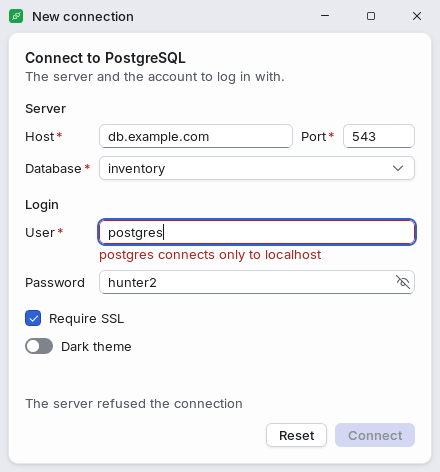 New connection
Connect to PostgreSQL
The server and the account to log in with.
Server
Host * db.example.com Port * 543
Database * inventory
Login
User * postgres
postgres connects only to localhost
Password hunter2
Require SSL
Dark theme
The server refused the connection
Reset Connect